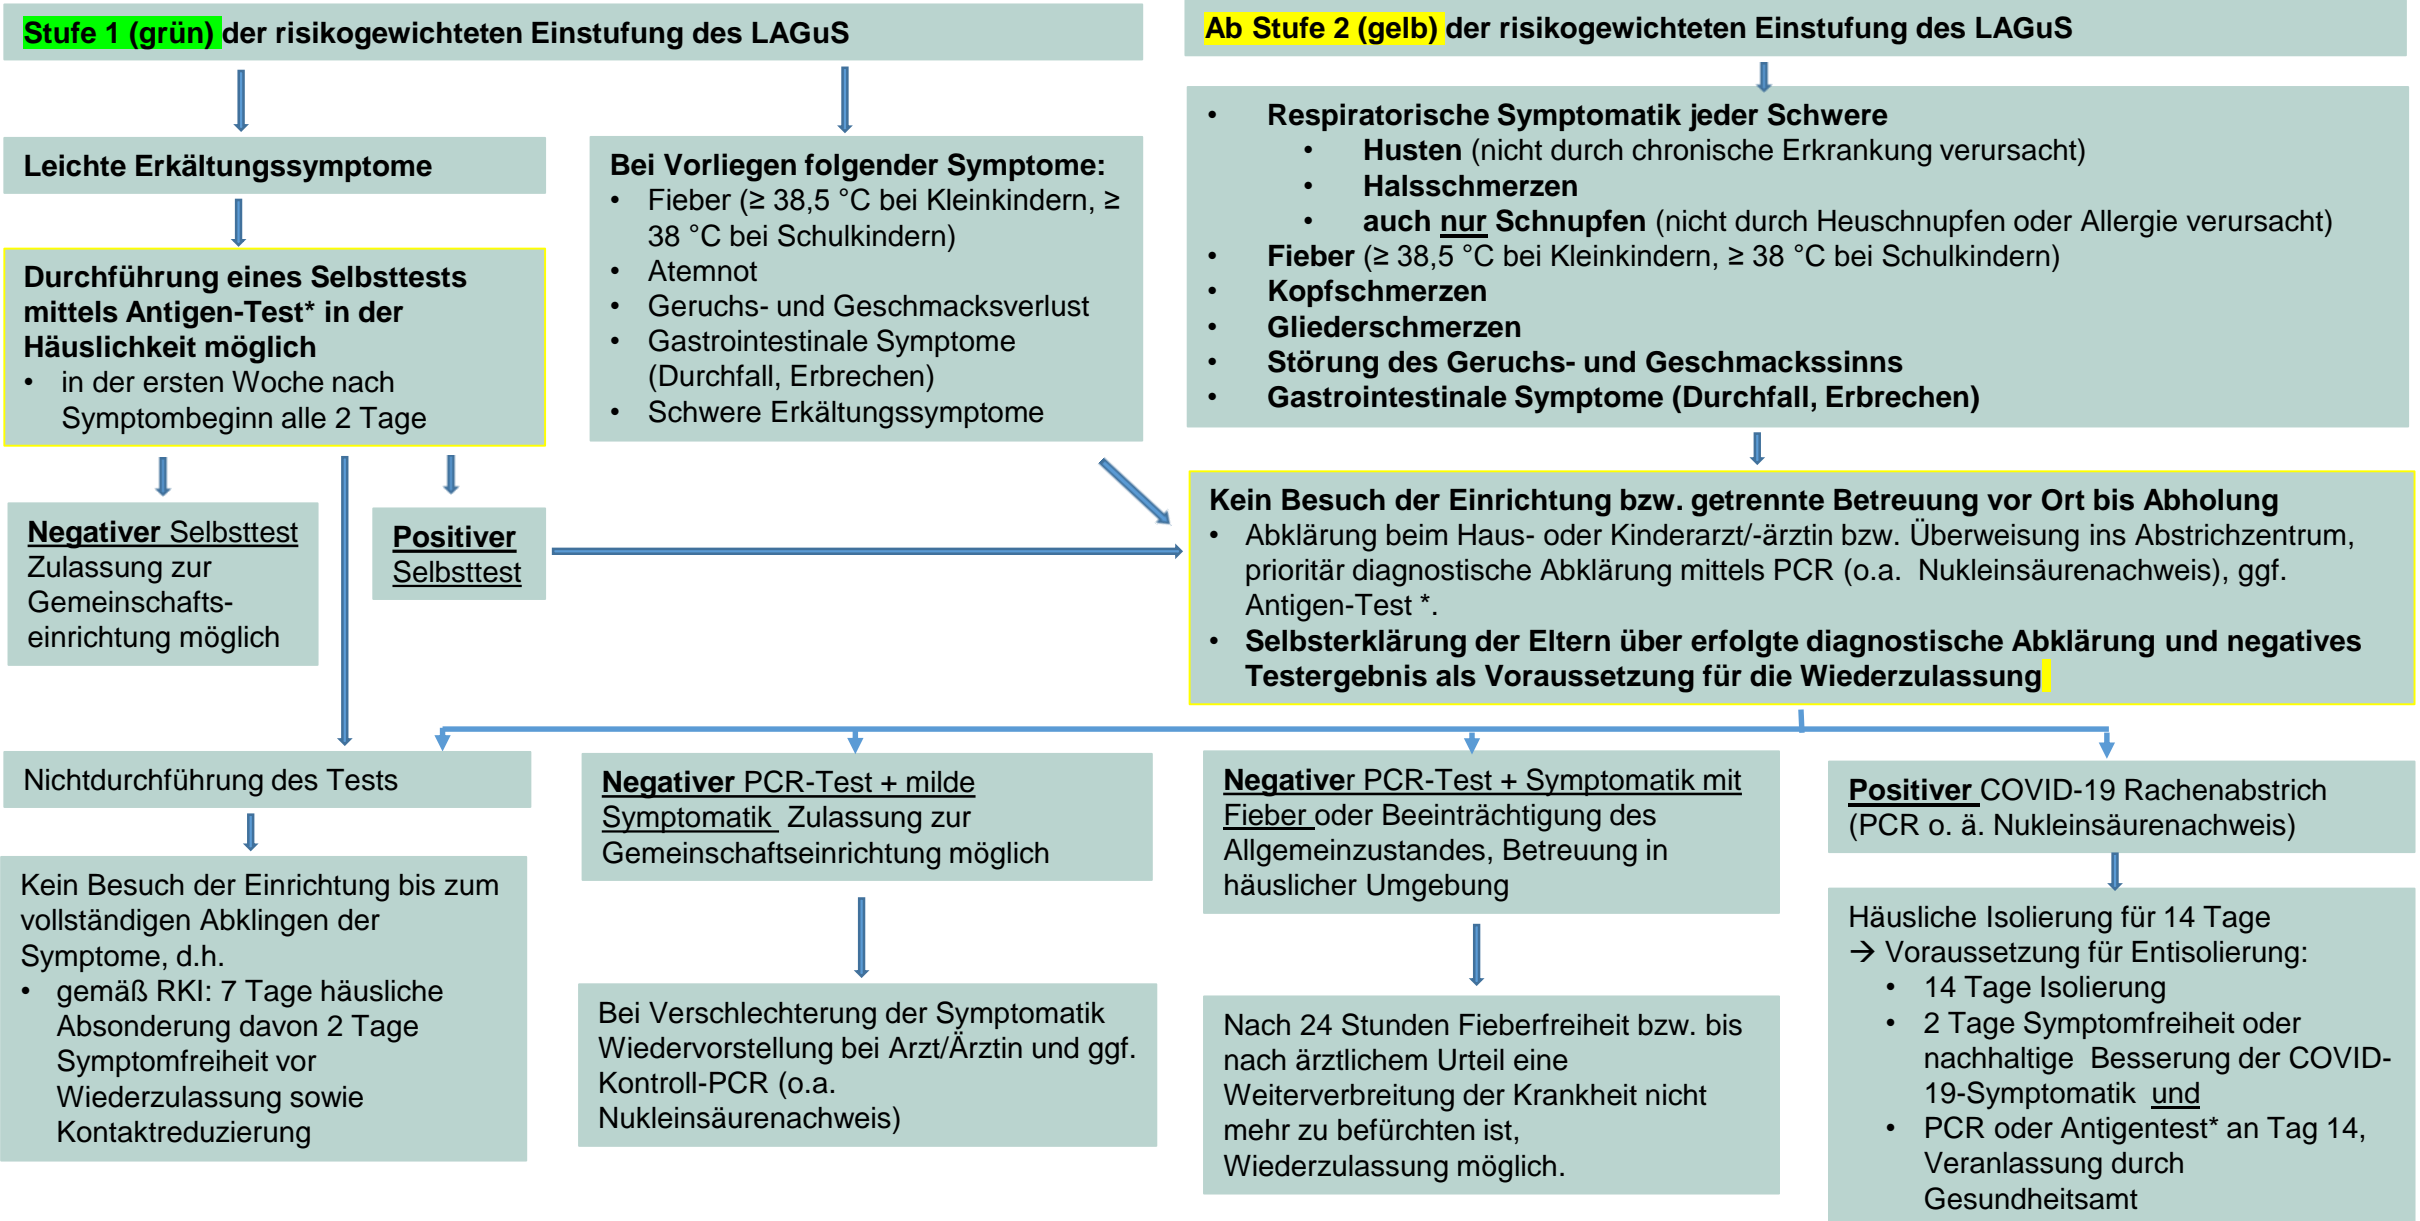 Stufe 1 (grün) der risikogewichteten Einstufung des LAGuS
Ab Stufe 2 (gelb) der risikogewichteten Einstufung des LAGuS
Leichte Erkältungssymptome
Durchführung eines Selbsttests
mittels Antigen-Test* in der
Häuslichkeit möglich
• in der ersten Woche nach
Symptombeginn alle 2 Tage
Bei Vorliegen folgender Symptome:
• Fieber (≥ 38,5 °C bei Kleinkindern, ≥
38 °C bei Schulkindern)
• Atemnot
• Geruchs- und Geschmacksverlust
• Gastrointestinale Symptome
(Durchfall, Erbrechen)
• Schwere Erkältungssymptome
• Respiratorische Symptomatik jeder Schwere
• Husten (nicht durch chronische Erkrankung verursacht)
• Halsschmerzen
• auch nur Schnupfen (nicht durch Heuschnupfen oder Allergie verursacht)
• Fieber (≥ 38,5 °C bei Kleinkindern, ≥ 38 °C bei Schulkindern)
• Kopfschmerzen
• Gliederschmerzen
• Störung des Geruchs- und Geschmackssinns
• Gastrointestinale Symptome (Durchfall, Erbrechen)
Negativer Selbsttest
Zulassung zur
Gemeinschafts-
einrichtung möglich
Positiver
Selbsttest
Kein Besuch der Einrichtung bzw. getrennte Betreuung vor Ort bis Abholung
• Abklärung beim Haus- oder Kinderarzt/-ärztin bzw. Überweisung ins Abstrichzentrum,
prioritär diagnostische Abklärung mittels PCR (o.a. Nukleinsäurenachweis), ggf.
Antigen-Test *.
• Selbsterklärung der Eltern über erfolgte diagnostische Abklärung und negatives
Testergebnis als Voraussetzung für die Wiederzulassung
Nichtdurchführung des Tests
Kein Besuch der Einrichtung bis zum
vollständigen Abklingen der
Symptome, d.h.
• gemäß RKI: 7 Tage häusliche
Absonderung davon 2 Tage
Symptomfreiheit vor
Wiederzulassung sowie
Kontaktreduzierung
Negativer PCR-Test + milde
Symptomatik Zulassung zur
Gemeinschaftseinrichtung möglich
Bei Verschlechterung der Symptomatik
Wiedervorstellung bei Arzt/Ärztin und ggf.
Kontroll-PCR (o.a.
Nukleinsäurenachweis)
Negativer PCR-Test + Symptomatik mit
Fieber oder Beeinträchtigung des
Allgemeinzustandes, Betreuung in
häuslicher Umgebung
Nach 24 Stunden Fieberfreiheit bzw. bis
nach ärztlichem Urteil eine
Weiterverbreitung der Krankheit nicht
mehr zu befürchten ist,
Wiederzulassung möglich.
Positiver COVID-19 Rachenabstrich
(PCR o. ä. Nukleinsäurenachweis)
Häusliche Isolierung für 14 Tage
→ Voraussetzung für Entisolierung:
• 14 Tage Isolierung
• 2 Tage Symptomfreiheit oder
nachhaltige Besserung der COVID-
19-Symptomatik und
• PCR oder Antigentest* an Tag 14,
Veranlassung durch
Gesundheitsamt